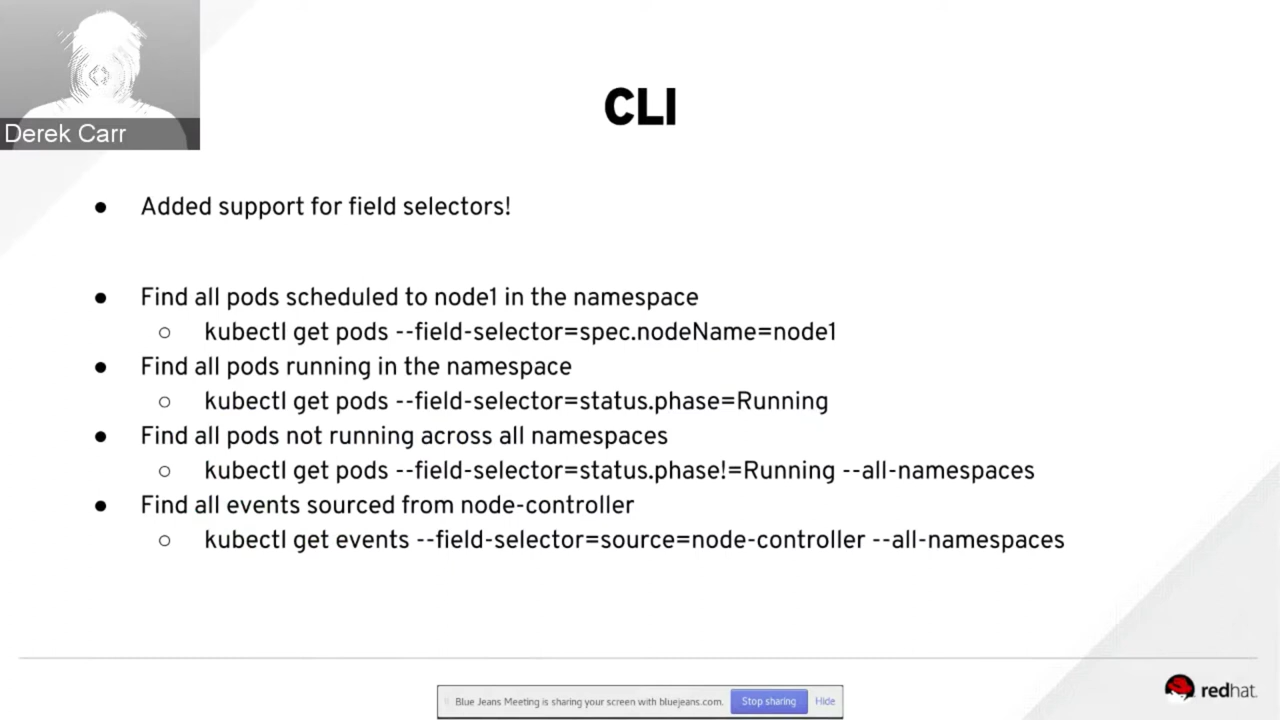 Derek Carr
CLI
● Added support for field selectors!
● Find all pods scheduled to node1 in the namespace
○ kubectl get pods --field-selector=spec.nodeName=node1
● Find all pods running in the namespace
○ kubectl get pods --field-selector=status.phase=Running
● Find all pods not running across all namespaces
○ kubectl get pods --field-selector=status.phase!=Running --all-namespaces
● Find all events sourced from node-controller
○ kubectl get events --field-selector=source=node-controller --all-namespaces
redhat.
Blue Jeans Meeting is sharing your screen with bluejeans.com. Stop sharing Hide